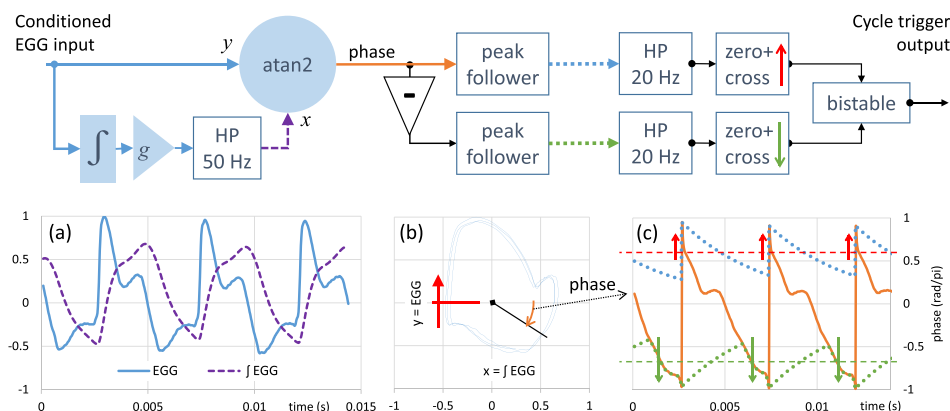 Conditioned
EGG input
y
atan2
x
∫
g
HP
50 Hz
phase
-
peak
follower
peak
follower
HP
20 Hz
HP
20 Hz
zero+
cross
zero+
cross
Cycle trigger
output
bistable
(a)
1
0.5
0
-0.5
-1
EGG
∫ EGG
0
0.005
0.01
0.015
time (s)
(b)
y = EGG
x = ∫ EGG
-1
-0.5
0
0.5
1
phase
(c)
1
0.5
0
-0.5
-1
phase (rad/pi)
0
0.005
0.01
time (s)